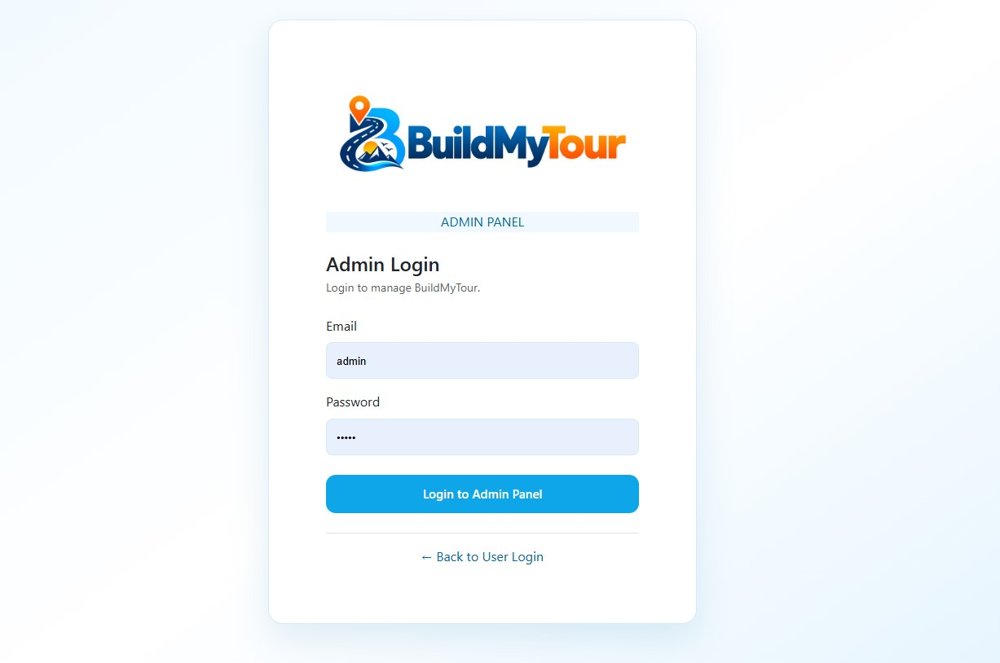 BuildMyTour
ADMIN PANEL
Admin Login
Login to manage BuildMyTour.
Email
admin
Password
•••••
Login to Admin Panel
← Back to User Login